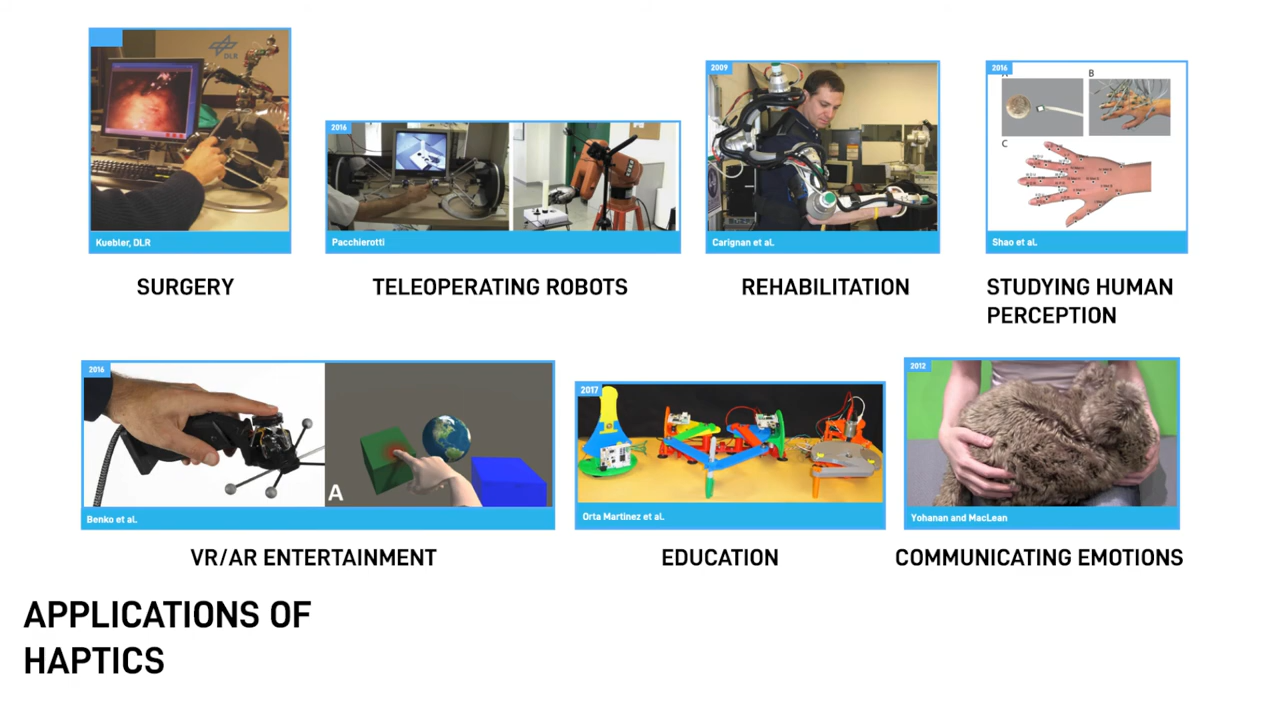 DLR
Kuebler, DLR
SURGERY
2016
Pacchierotti
TELEOPERATING ROBOTS
2009
Carignan et al.
REHABILITATION
2016
B
C
Shao et al.
STUDYING HUMAN
PERCEPTION
2016
A
Benko et al.
VR/AR ENTERTAINMENT
2017
Orta Martinez et al.
EDUCATION
2012
Yohanan and MacLean
COMMUNICATING EMOTIONS
APPLICATIONS OF
HAPTICS